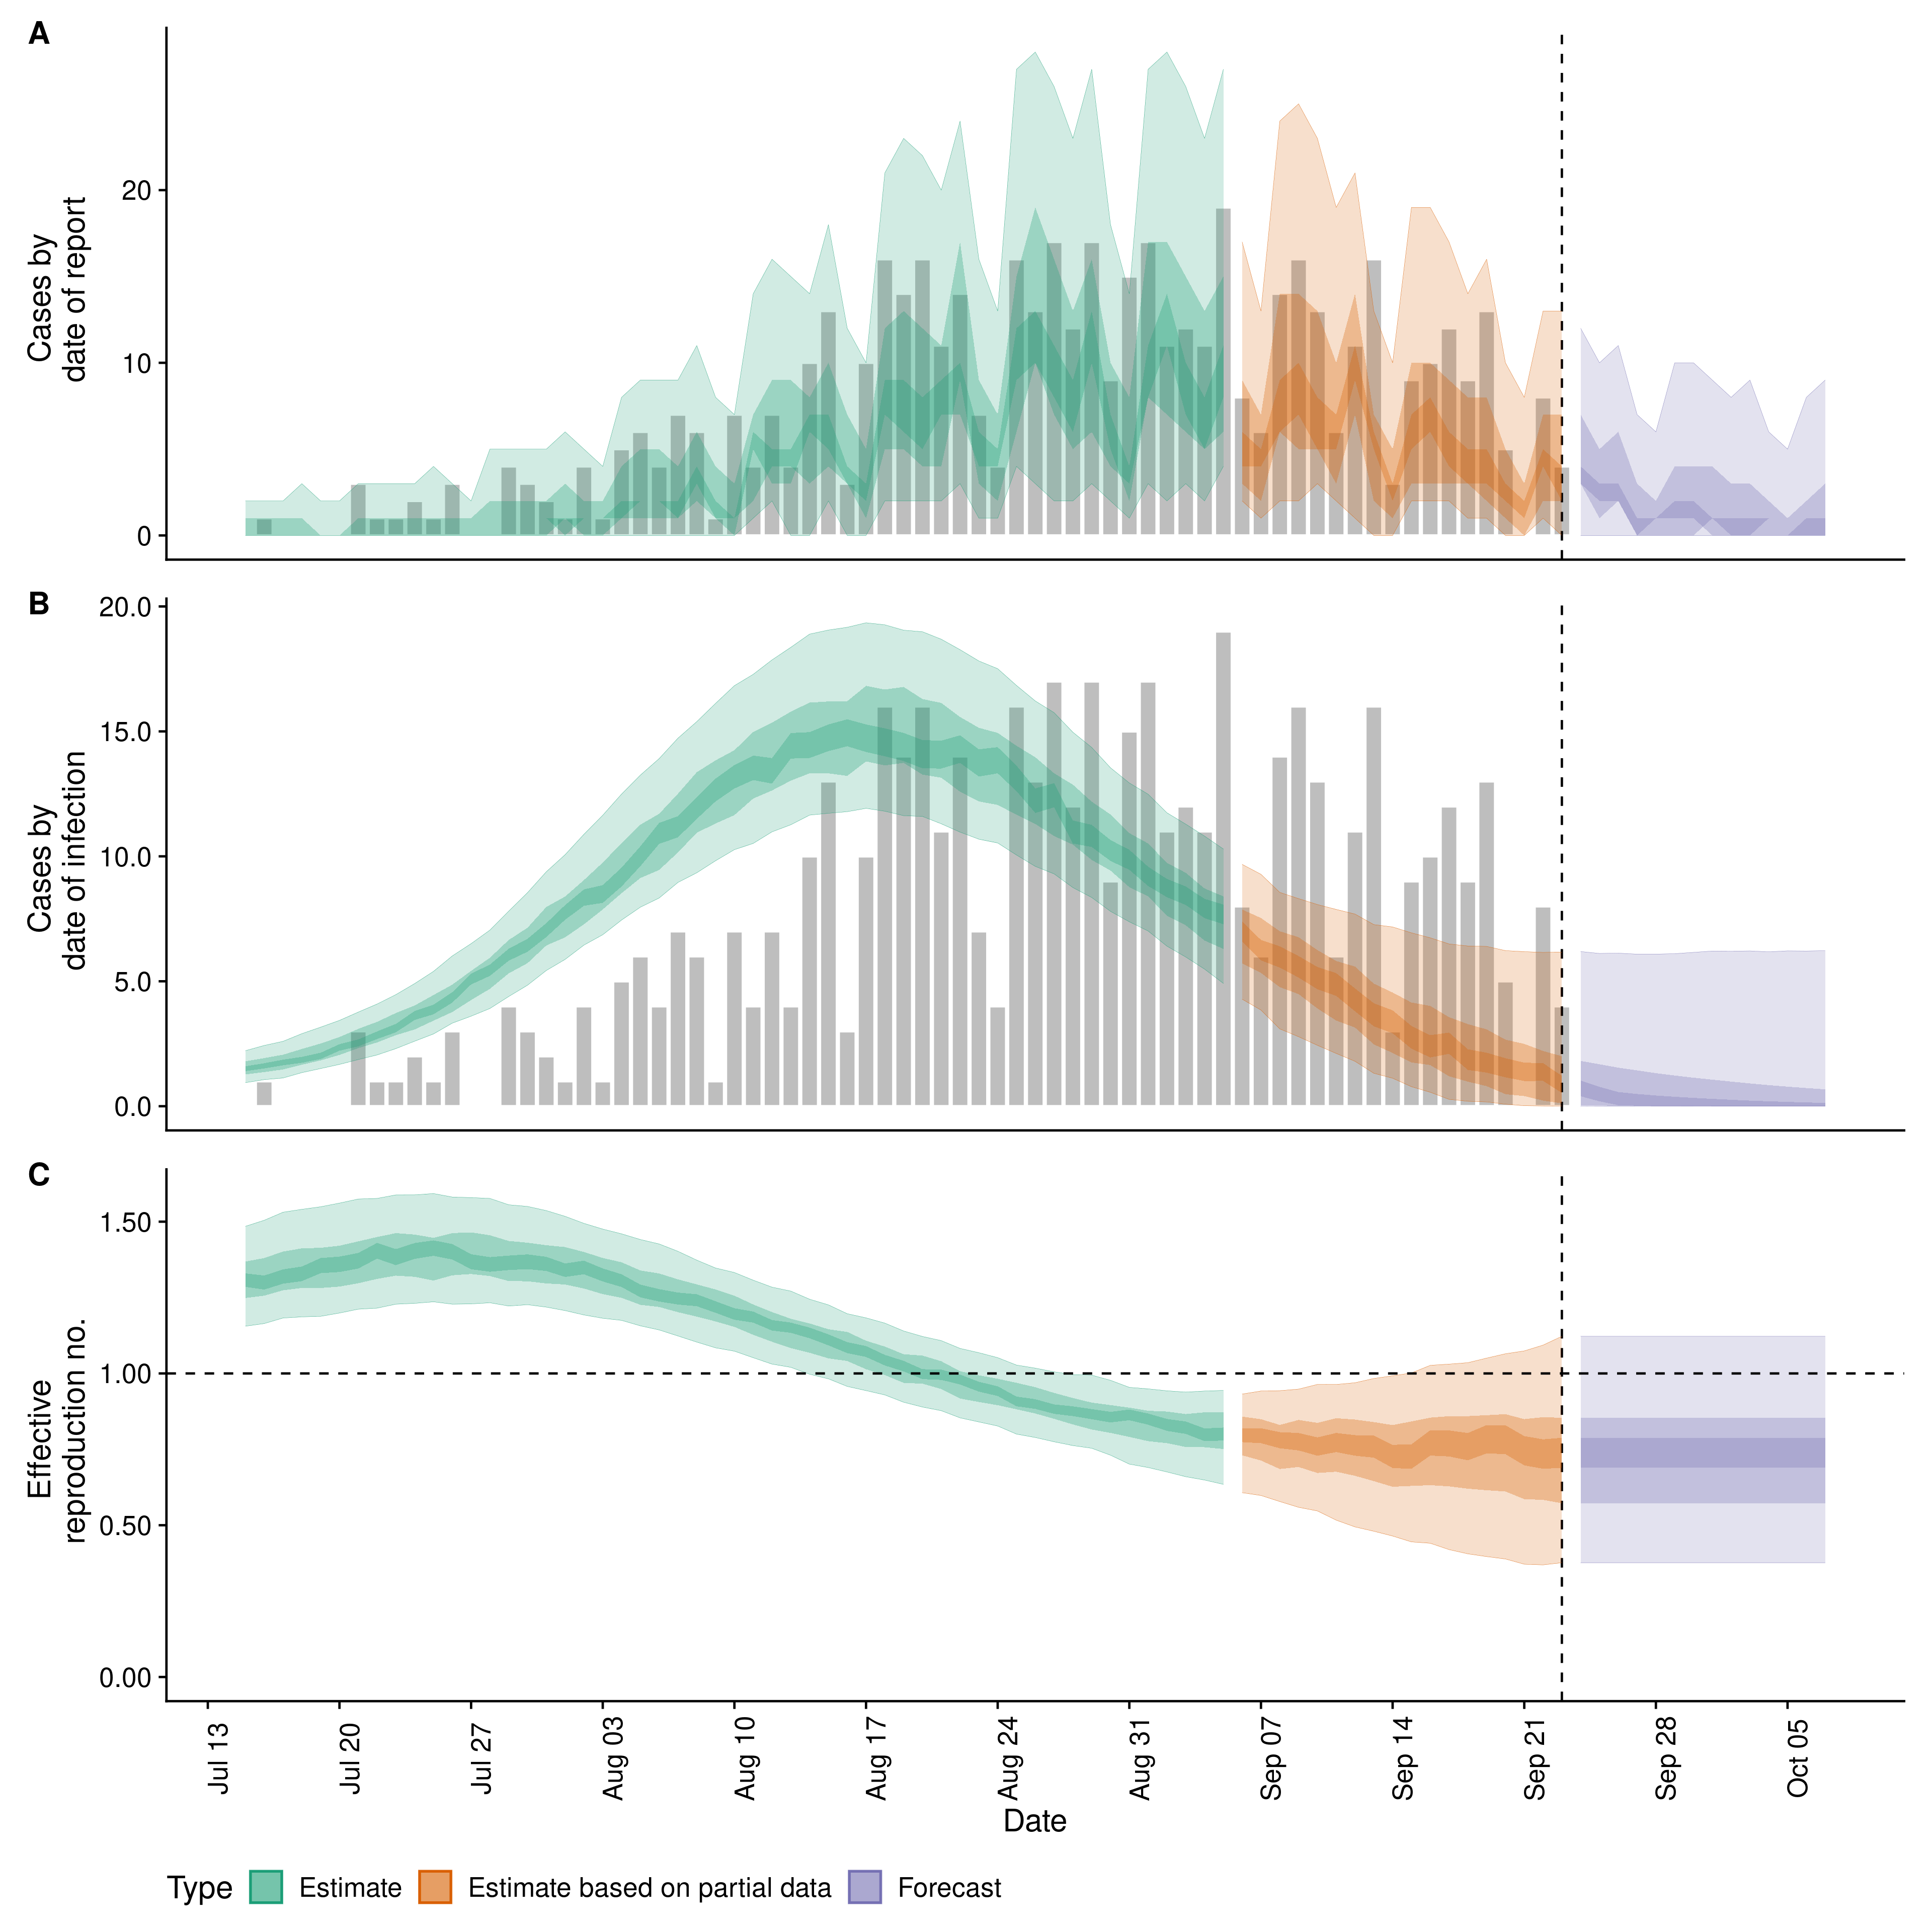 A
Cases by
date of report
20
10
0
B
Cases by
date of infection
20.0
15.0
10.0
5.0
0.0
C
Effective
reproduction no.
1.50
1.00
0.50
0.00
Jul 13
Jul 20
Jul 27
Aug 03
Aug 10
Aug 17
Aug 24
Aug 31
Sep 07
Sep 14
Sep 21
Sep 28
Oct 05
Date
Type Estimate Estimate based on partial data Forecast